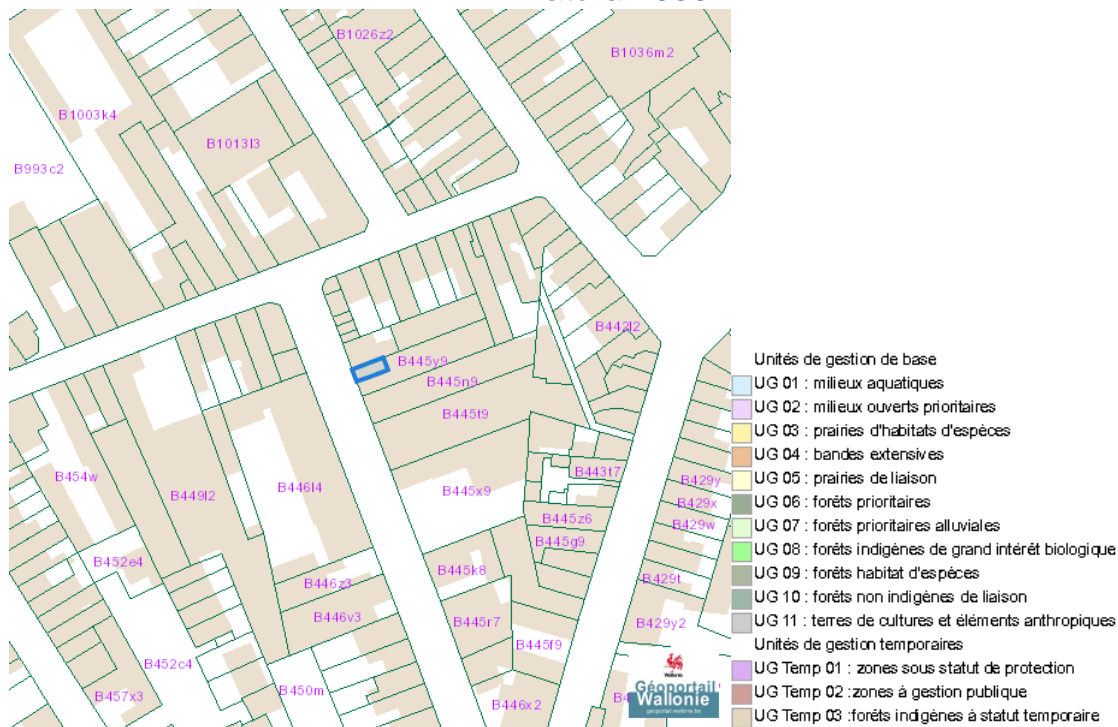 B1026z2
B1036m2
B1003k4
B1013l3
B993c2
B442l2
B445y9
B445n9
B445t9
B454w
B449l2
B446l4
B443t7
B429y
B445x9
B429x
B445z6
B429w
B445g9
B452e4
B445k8
B446z3
B429t
B446v3
B445r7
B429y2
B445f9
B452c4
B450m
B457x3
B446x2
Wallonie
Géoportail
Wallonie
geoportail.wallonie.be
Unités de gestion de base
UG 01 : milieux aquatiques
UG 02 : milieux ouverts prioritaires
UG 03 : prairies d'habitats d'espèces
UG 04 : bandes extensives
UG 05 : prairies de liaison
UG 06 : forêts prioritaires
UG 07 : forêts prioritaires alluviales
UG 08 : forêts indigènes de grand intérêt biologique
UG 09 : forêts habitat d'espèces
UG 10 : forêts non indigènes de liaison
UG 11 : terres de cultures et éléments anthropiques
Unités de gestion temporaires
UG Temp 01 : zones sous statut de protection
UG Temp 02 :zones à gestion publique
UG Temp 03 :forêts indigènes à statut temporaire